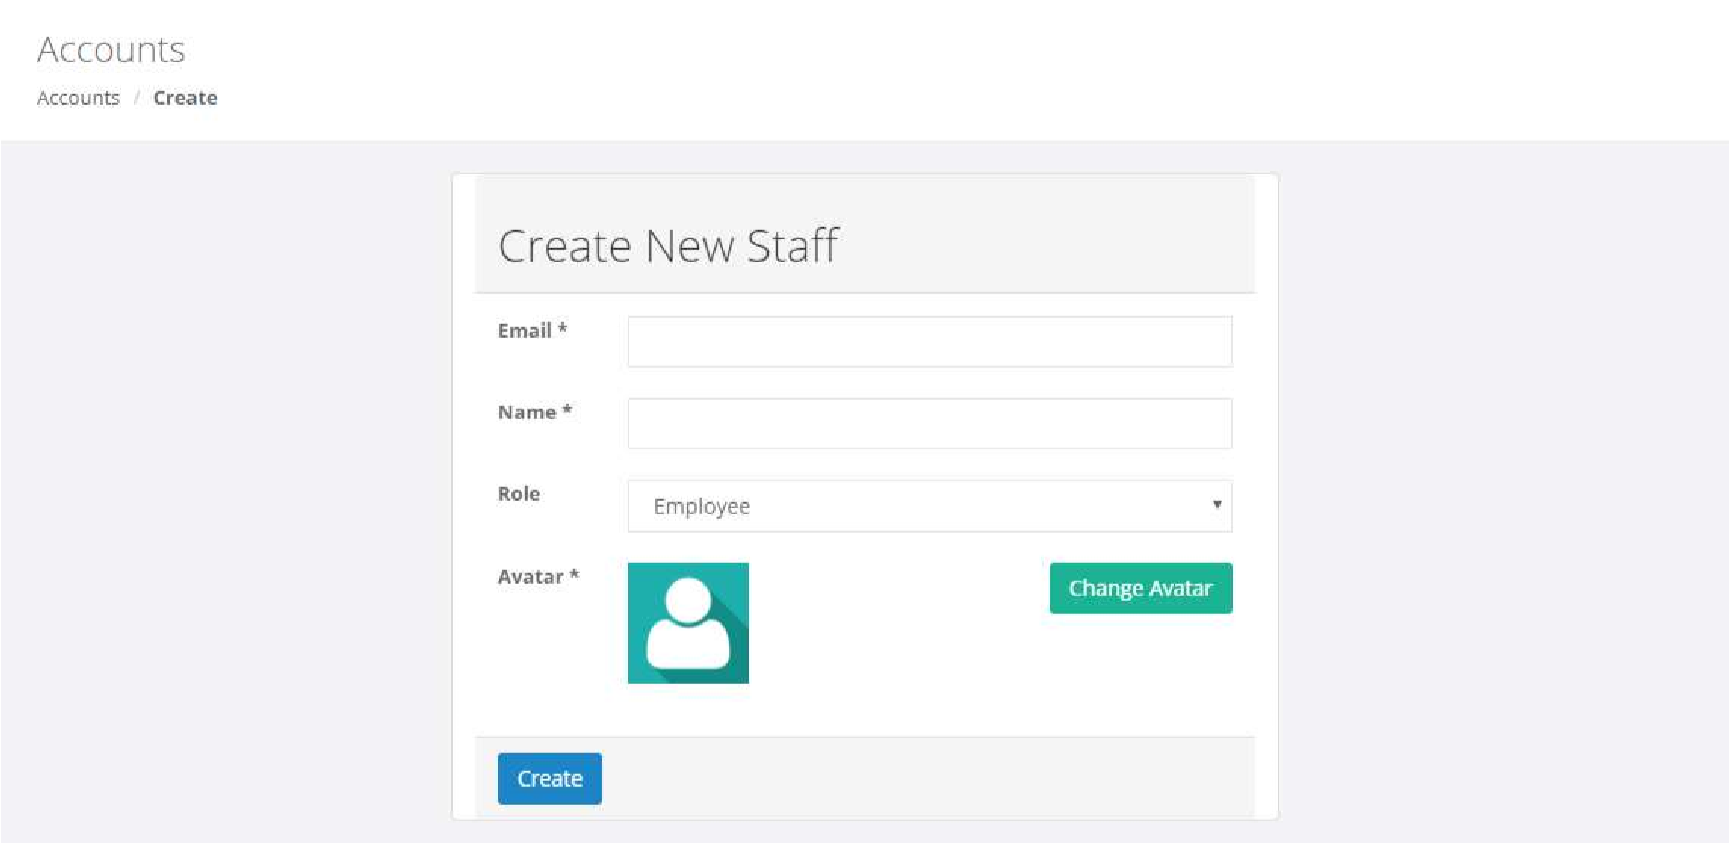 Accounts
Accounts / Create
Create New Staff
Email *
Name *
Role
Employee
Avatar *
Change Avatar
Create